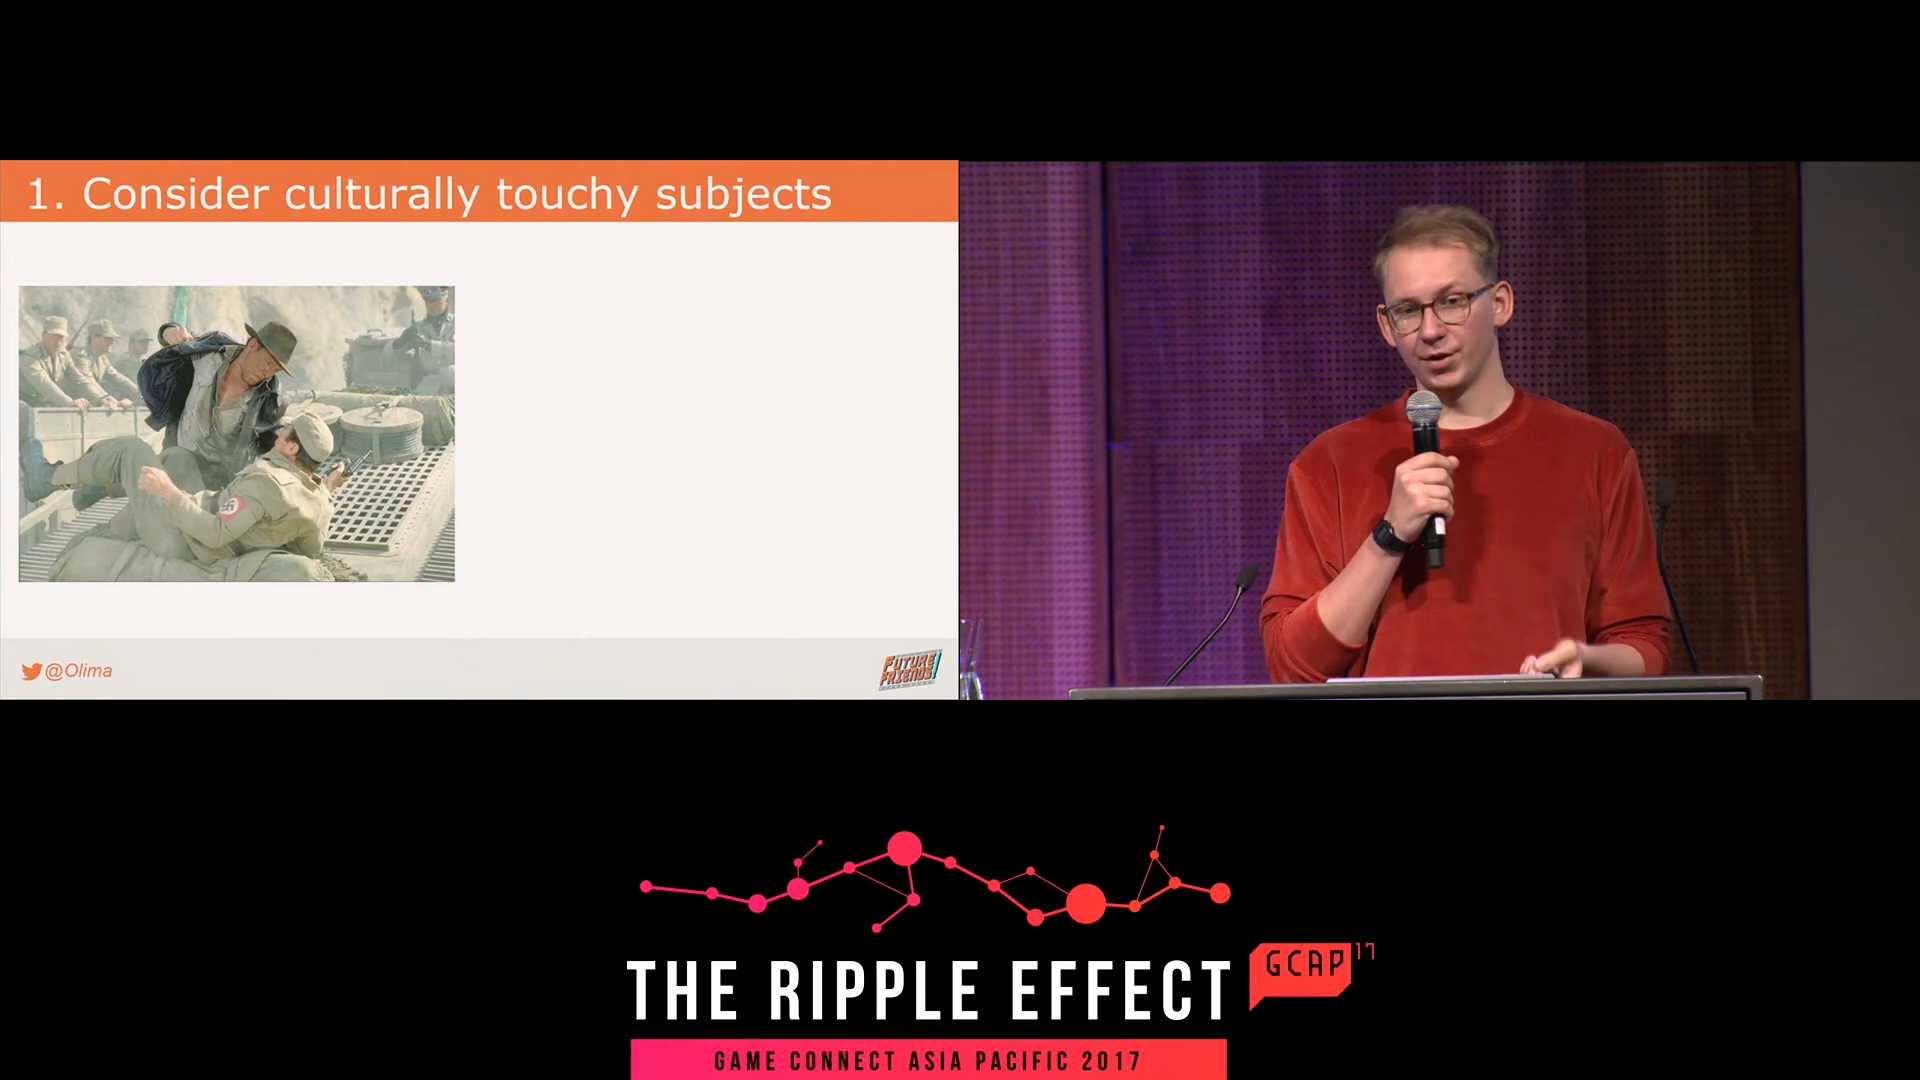 1. Consider culturally touchy subjects
@Olima
FUTURE
FRIENDS!
THE RIPPLE EFFECT
GCAP 17
GAME CONNECT ASIA PACIFIC 2017